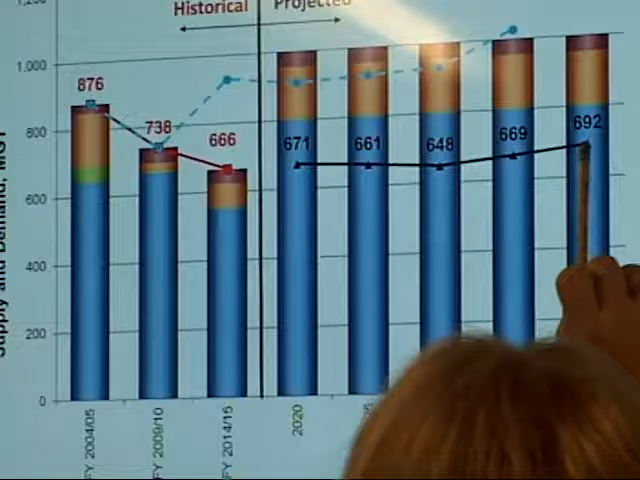 Historical
Projected
1,000
800
600
400
200
0
876
738
666
671
661
648
669
692
Supply and Demand, MGY
FY 2004/05
FY 2009/10
FY 2014/15
2020